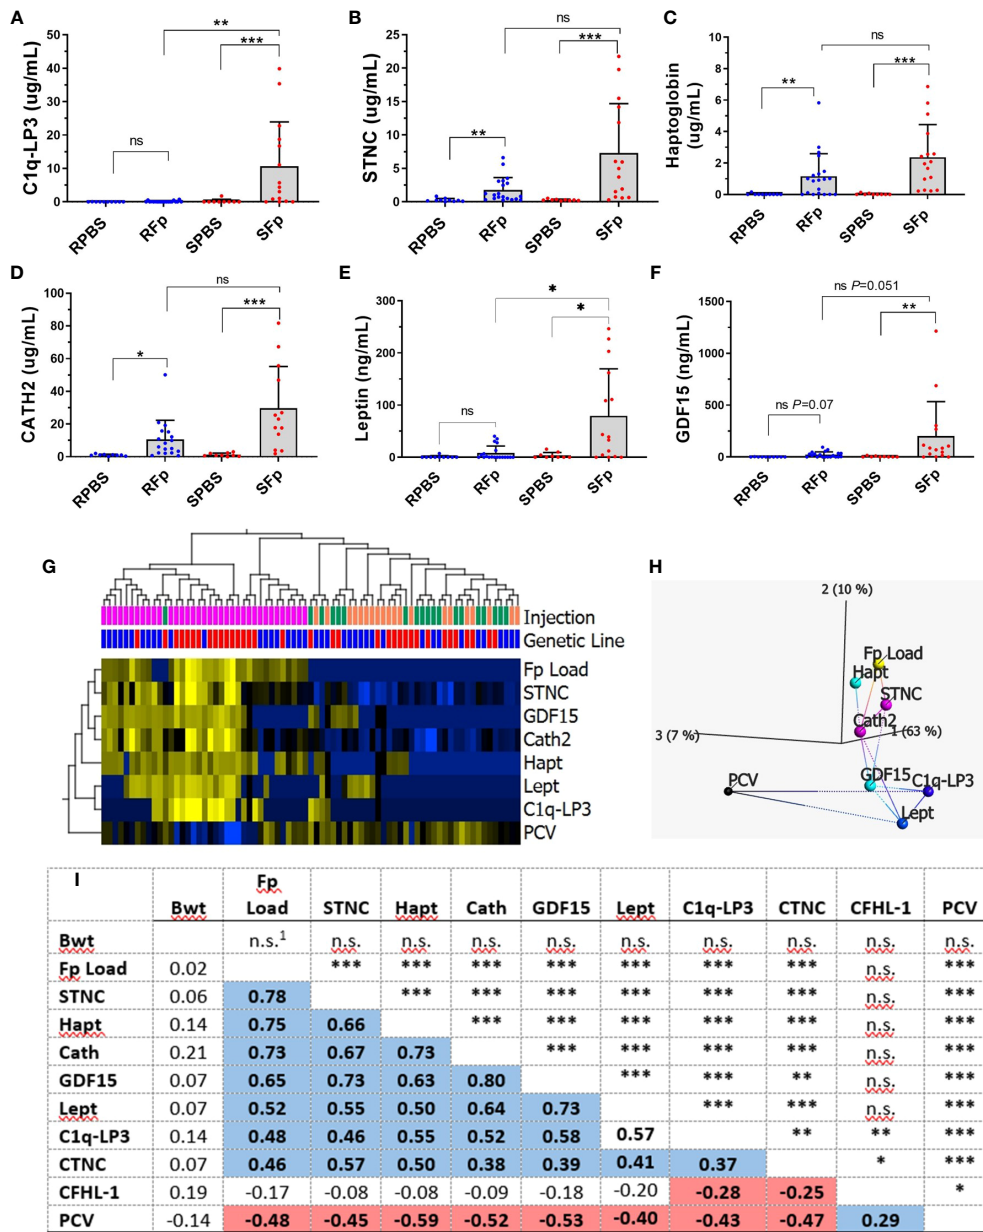 A
B
C
C1q-LP3 (ug/mL)
50
40
30
20
10
0
ns
**
***
RPBS
RFp
SPBS
SFp
STNC (ug/mL)
25
20
15
10
5
0
**
ns
***
RPBS
RFp
SPBS
SFp
Haptoglobin
(ug/mL)
10
8
6
4
2
0
**
ns
***
RPBS
RFp
SPBS
SFp
D
E
F
CATH2 (ug/mL)
100
80
60
40
20
0
*
ns
***
RPBS
RFp
SPBS
SFp
Leptin (ng/mL)
300
200
100
0
ns
*
*
RPBS
RFp
SPBS
SFp
GDF15 (ng/mL)
1500
1000
500
0
ns P=0.07
ns P=0.051
**
RPBS
RFp
SPBS
SFp
G
Injection
Genetic Line
Fp Load
STNC
GDF15
Cath2
Hapt
Lept
C1q-LP3
PCV
H
2 (10 %)
Fp Load
Hapt
STNC
Cath2
1 (63 %)
3 (7 %)
PCV
GDF15
C1q-LP3
Lept
I
Bwt Fp Load STNC Hapt Cath GDF15 Lept C1q-LP3 CTNC CFHL-1 PCV
Bwt n.s.1 n.s. n.s. n.s. n.s. n.s. n.s. n.s. n.s. n.s.
Fp Load 0.02 *** *** *** *** *** *** *** n.s. ***
STNC 0.06 0.78 *** *** *** *** *** *** n.s. ***
Hapt 0.14 0.75 0.66 *** *** *** *** *** n.s. ***
Cath 0.21 0.73 0.67 0.73 *** *** *** *** n.s. ***
GDF15 0.07 0.65 0.73 0.63 0.80 *** *** ** n.s. ***
Lept 0.07 0.52 0.55 0.50 0.64 0.73 *** *** n.s. ***
C1q-LP3 0.14 0.48 0.46 0.55 0.52 0.58 0.57 ** ** ***
CTNC 0.07 0.46 0.57 0.50 0.38 0.39 0.41 0.37 * ***
CFHL-1 0.19 -0.17 -0.08 -0.08 -0.09 -0.18 -0.20 -0.28 -0.25 *
PCV -0.14 -0.48 -0.45 -0.59 -0.52 -0.53 -0.40 -0.43 -0.47 0.29